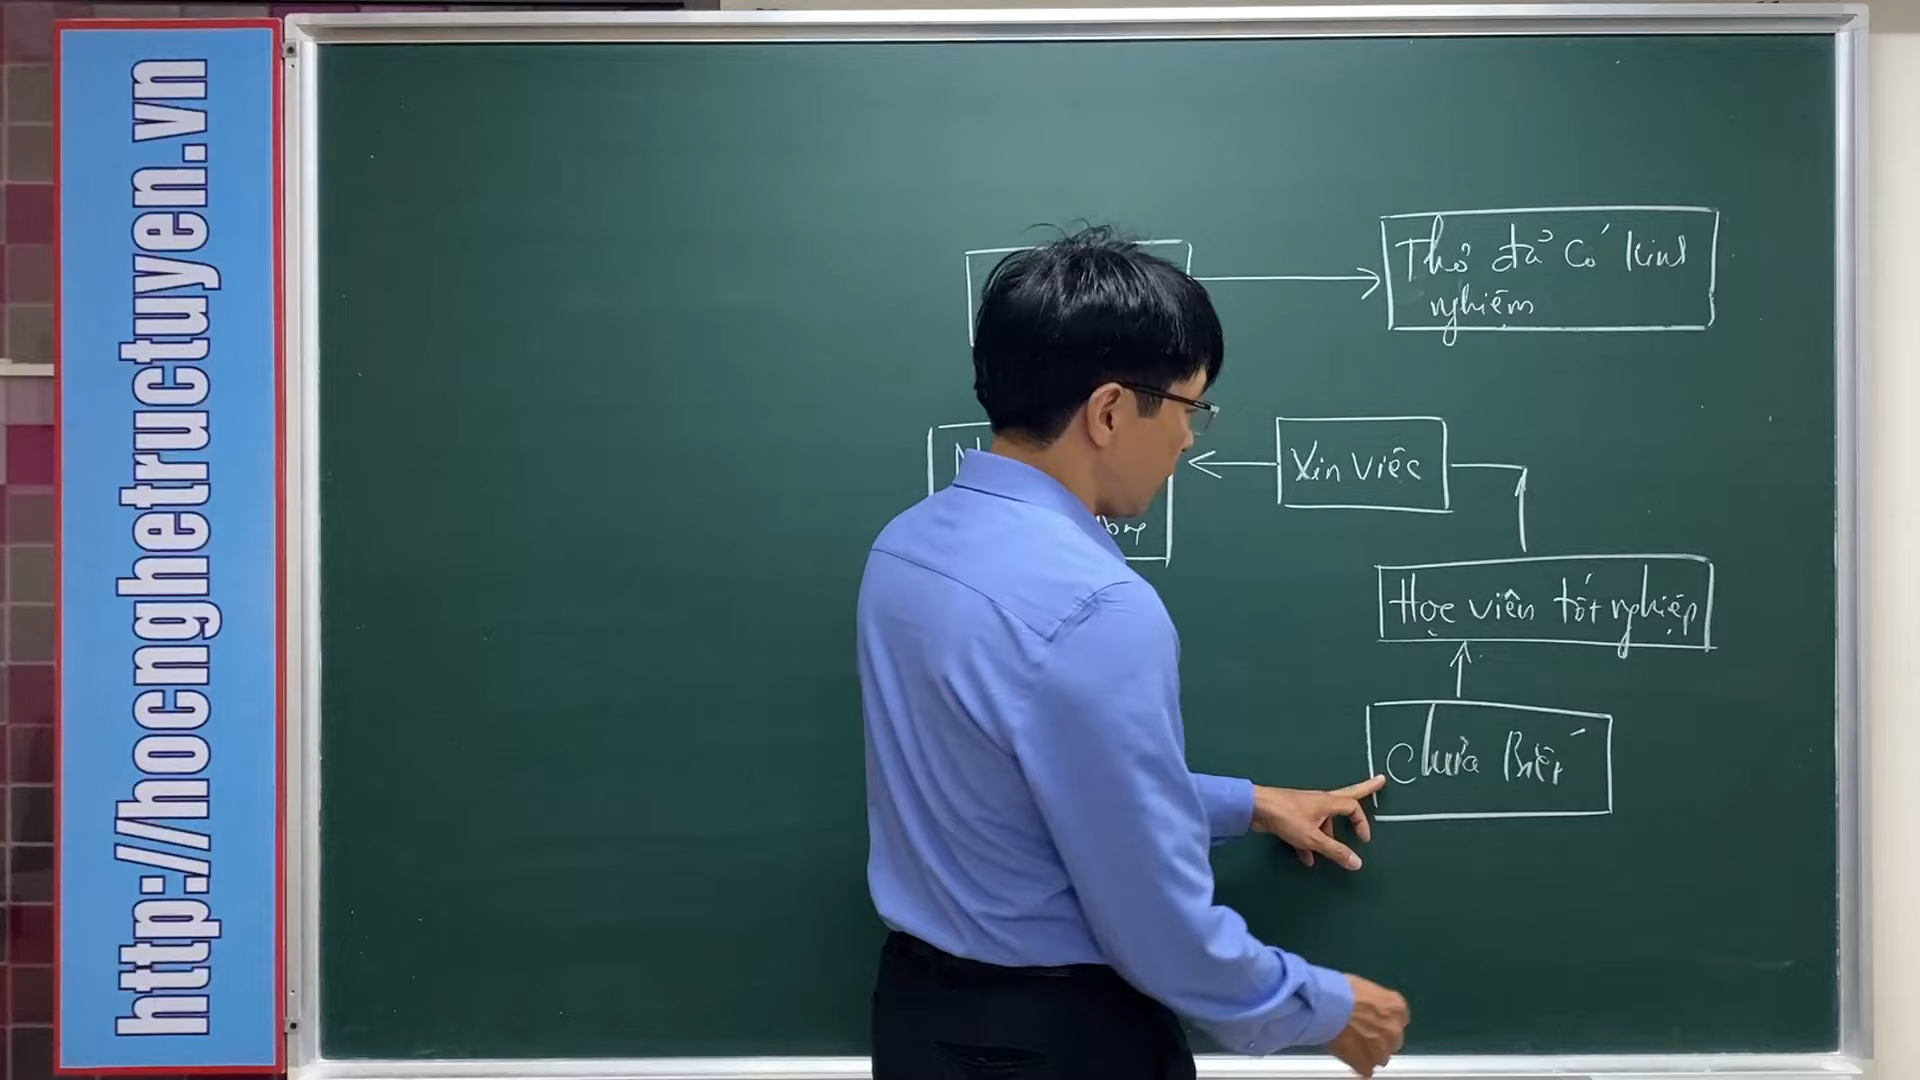 http://hocnghetructuyen.vn
Thợ đã có kinh
nghiệm
Xin việc
Học viên tốt nghiệp
Chưa Biết